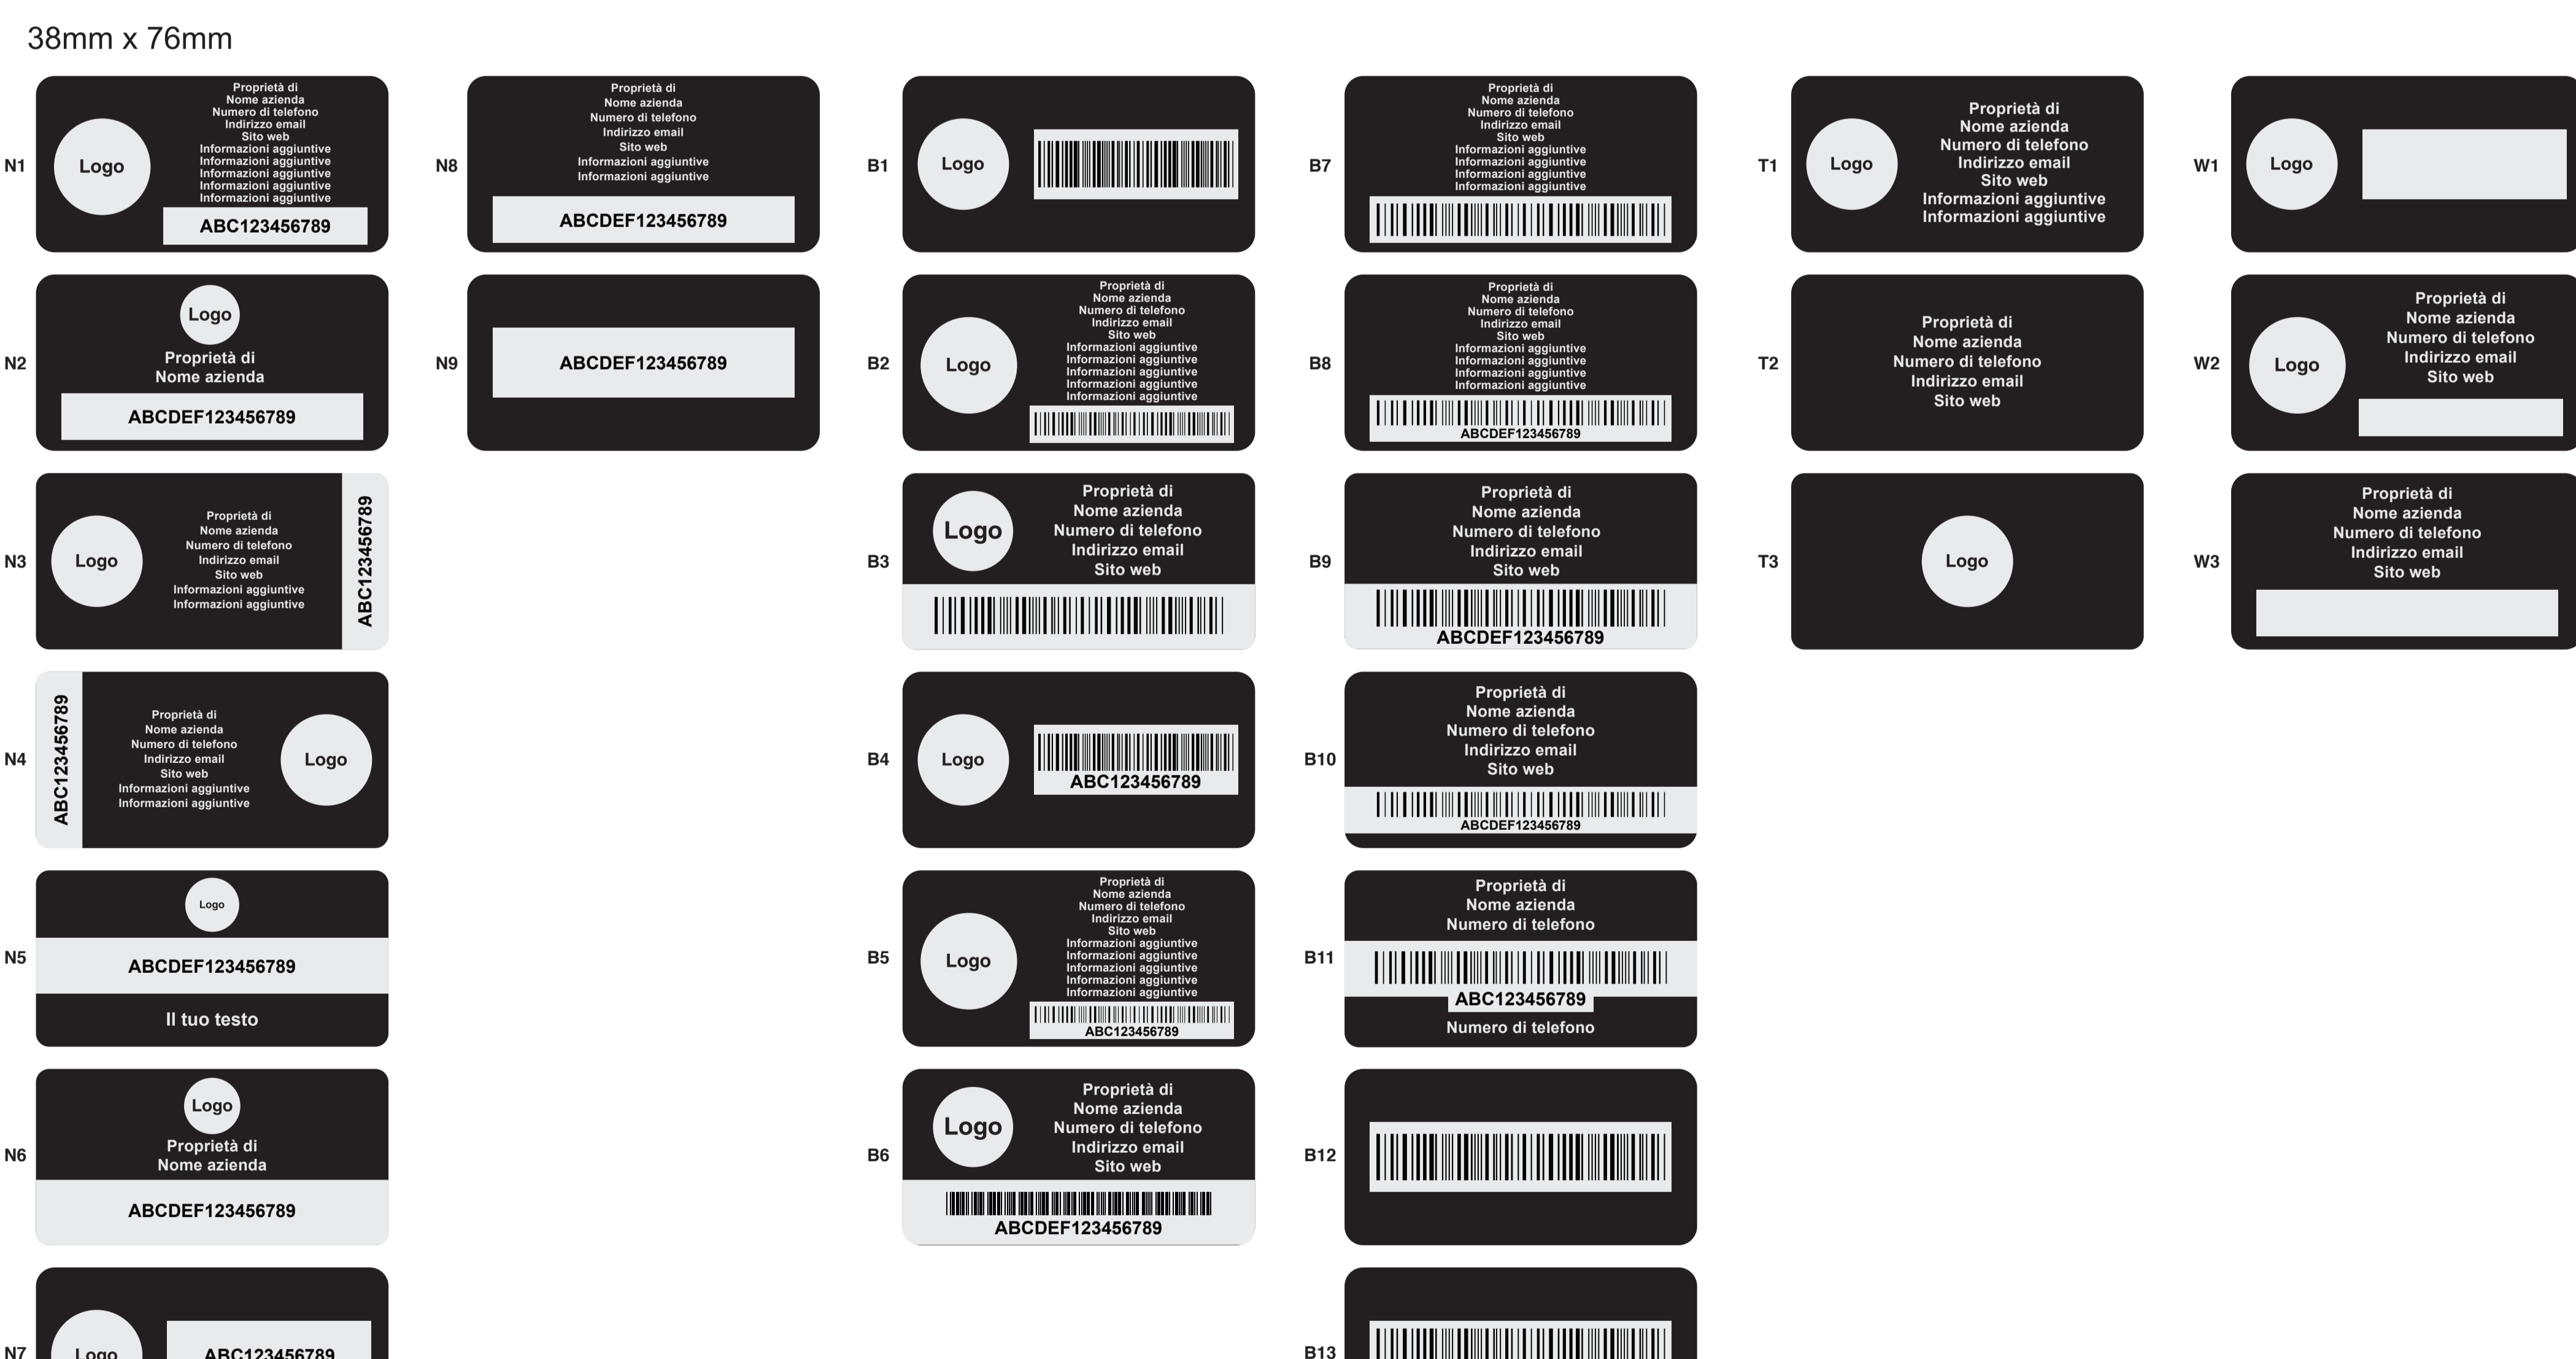 38mm x 76mm
N1
Logo
Proprietà di
Nome azienda
Numero di telefono
Indirizzo email
Sito web
Informazioni aggiuntive
Informazioni aggiuntive
Informazioni aggiuntive
Informazioni aggiuntive
Informazioni aggiuntive
ABC123456789
N2
Logo
Proprietà di
Nome azienda
ABCDEF123456789
N3
Logo
Proprietà di
Nome azienda
Numero di telefono
Indirizzo email
Sito web
Informazioni aggiuntive
Informazioni aggiuntive
ABC123456789
N4
ABC123456789
Proprietà di
Nome azienda
Numero di telefono
Indirizzo email
Sito web
Informazioni aggiuntive
Informazioni aggiuntive
Logo
N5
Logo
ABCDEF123456789
Il tuo testo
N6
Logo
Proprietà di
Nome azienda
ABCDEF123456789
N7
Logo
ABC123456789
N8
Proprietà di
Nome azienda
Numero di telefono
Indirizzo email
Sito web
Informazioni aggiuntive
Informazioni aggiuntive
ABCDEF123456789
N9
ABCDEF123456789
B1
Logo
B2
Logo
Proprietà di
Nome azienda
Numero di telefono
Indirizzo email
Sito web
Informazioni aggiuntive
Informazioni aggiuntive
Informazioni aggiuntive
Informazioni aggiuntive
Informazioni aggiuntive
B3
Logo
Proprietà di
Nome azienda
Numero di telefono
Indirizzo email
Sito web
B4
Logo
ABC123456789
B5
Logo
Proprietà di
Nome azienda
Numero di telefono
Indirizzo email
Sito web
Informazioni aggiuntive
Informazioni aggiuntive
Informazioni aggiuntive
Informazioni aggiuntive
Informazioni aggiuntive
ABC123456789
B6
Logo
Proprietà di
Nome azienda
Numero di telefono
Indirizzo email
Sito web
ABCDEF123456789
B7
Proprietà di
Nome azienda
Numero di telefono
Indirizzo email
Sito web
Informazioni aggiuntive
Informazioni aggiuntive
Informazioni aggiuntive
Informazioni aggiuntive
B8
Proprietà di
Nome azienda
Numero di telefono
Indirizzo email
Sito web
Informazioni aggiuntive
Informazioni aggiuntive
Informazioni aggiuntive
Informazioni aggiuntive
ABCDEF123456789
B9
Proprietà di
Nome azienda
Numero di telefono
Indirizzo email
Sito web
ABCDEF123456789
B10
Proprietà di
Nome azienda
Numero di telefono
Indirizzo email
Sito web
ABCDEF123456789
B11
Proprietà di
Nome azienda
Numero di telefono
ABC123456789
Numero di telefono
B12
B13
T1
Logo
Proprietà di
Nome azienda
Numero di telefono
Indirizzo email
Sito web
Informazioni aggiuntive
Informazioni aggiuntive
T2
Proprietà di
Nome azienda
Numero di telefono
Indirizzo email
Sito web
T3
Logo
W1
Logo
W2
Logo
Proprietà di
Nome azienda
Numero di telefono
Indirizzo email
Sito web
W3
Proprietà di
Nome azienda
Numero di telefono
Indirizzo email
Sito web